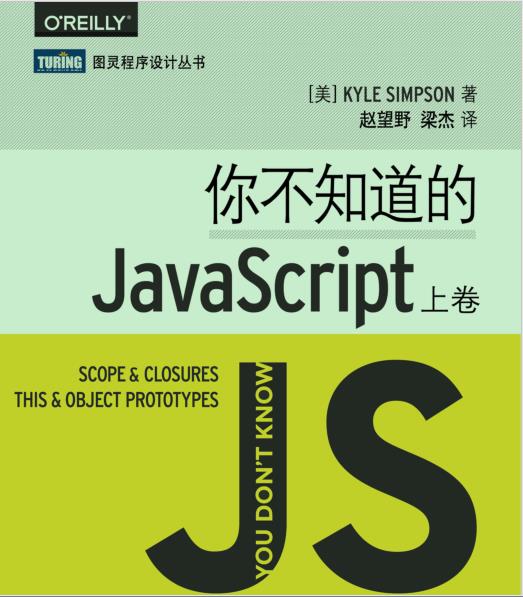 O'REILLY®
TURING 图灵程序设计丛书
[美] KYLE SIMPSON 著
赵望野 梁杰 译
你不知道的
JavaScript 上卷
SCOPE & CLOSURES
THIS & OBJECT PROTOTYPES
YOU DON'T KNOW
JS